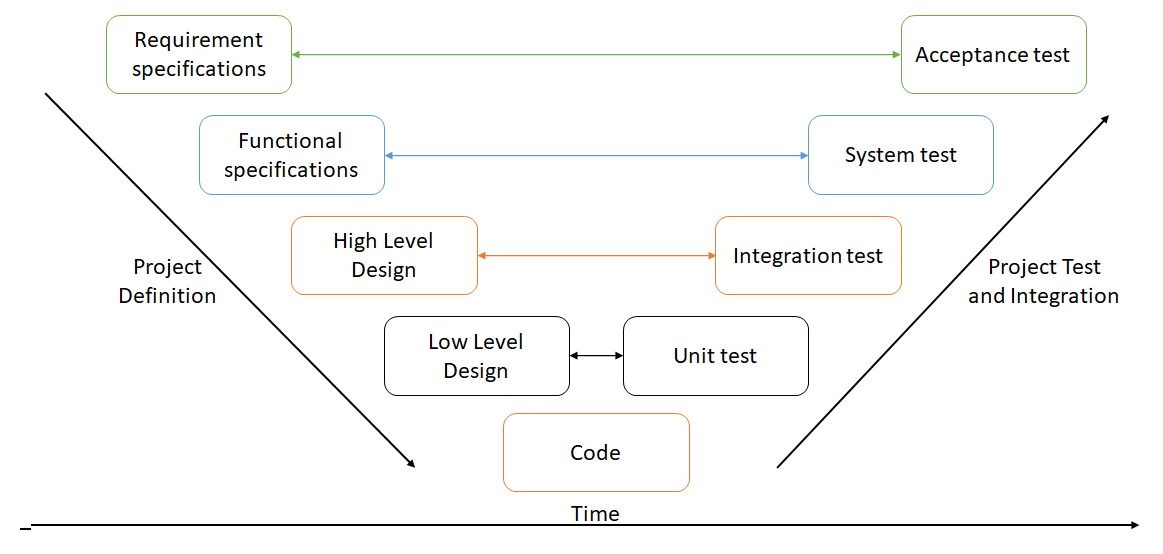 Requirement
specifications
Acceptance test
Functional
specifications
System test
High Level
Design
Integration test
Project
Definition
Project Test
and Integration
Low Level
Design
Unit test
Code
Time